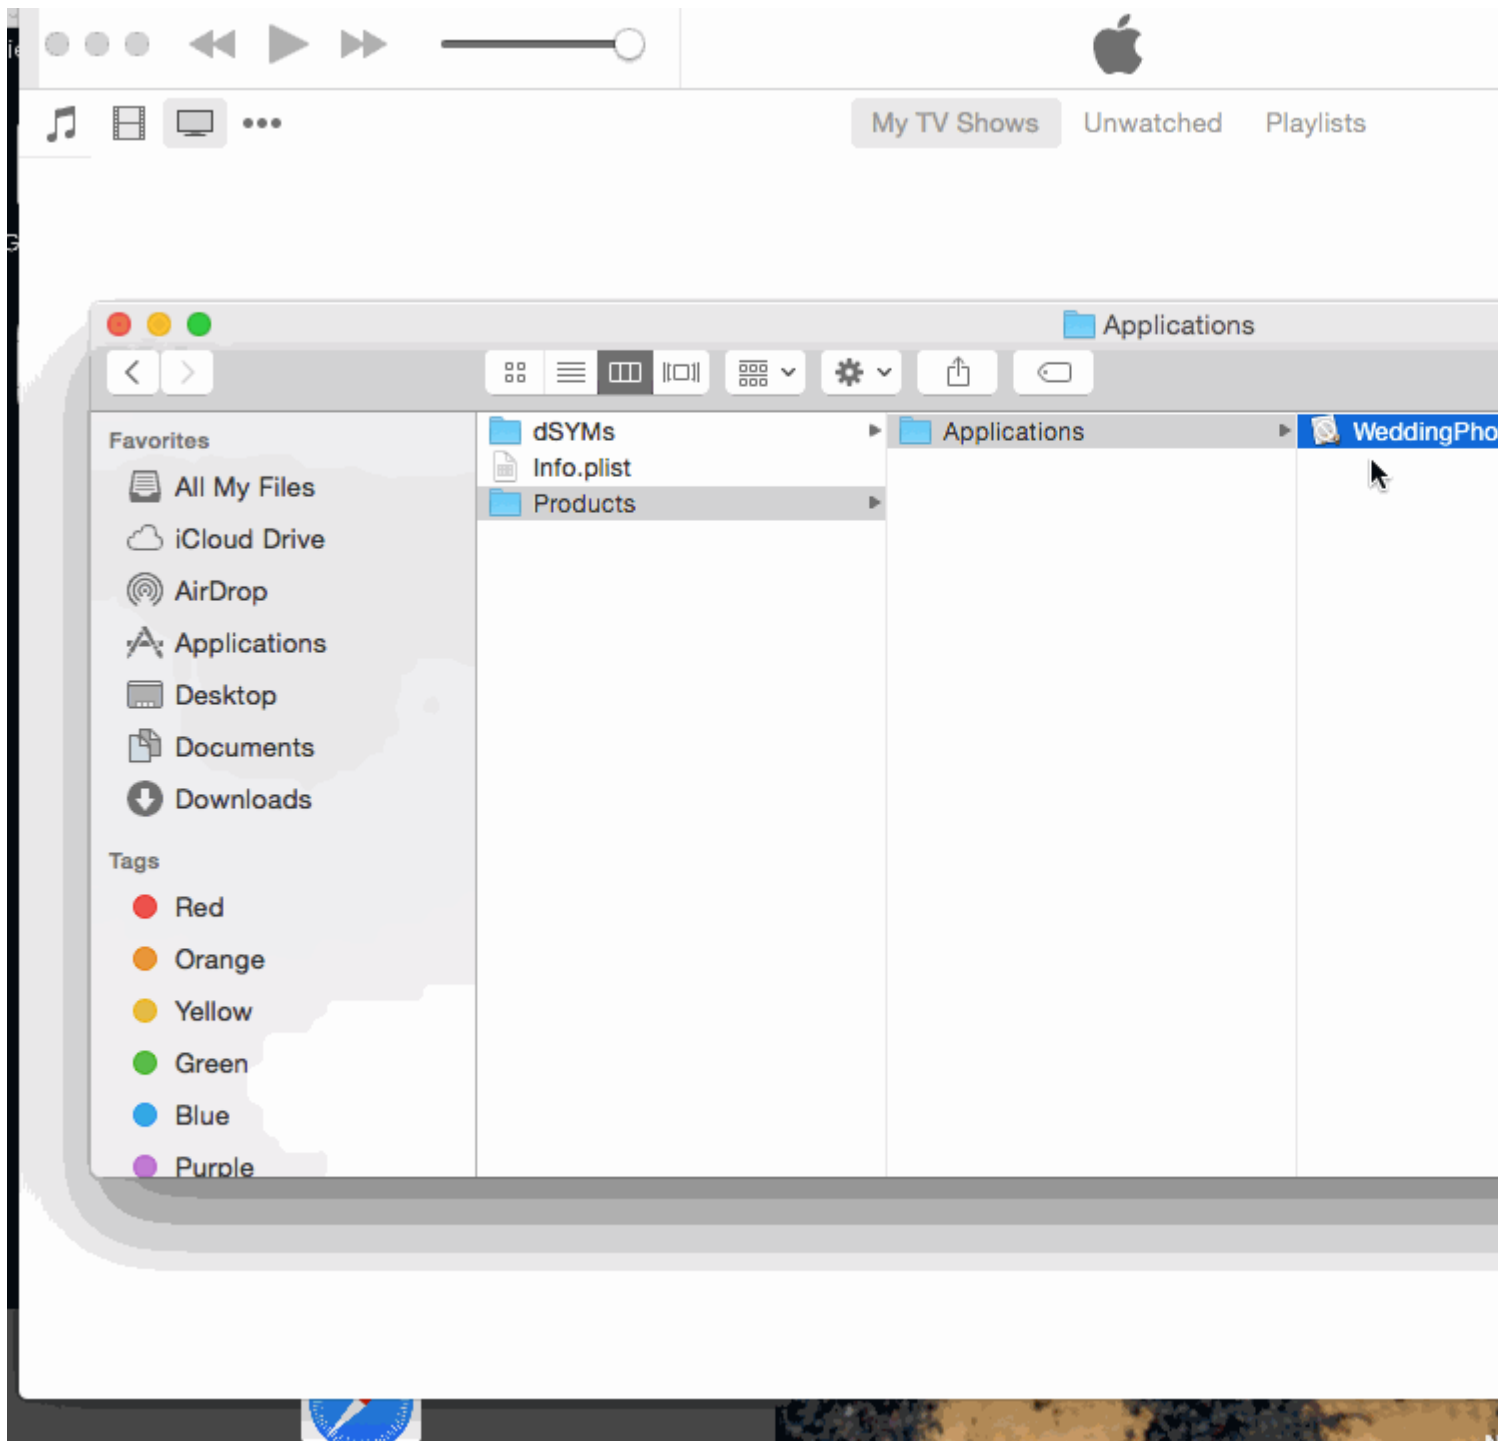 My TV Shows Unwatched Playlists
Applications
Favorites
All My Files
iCloud Drive
AirDrop
Applications
Desktop
Documents
Downloads
Tags
Red
Orange
Yellow
Green
Blue
Purple
dSYMs
Info.plist
Products
Applications
WeddingPho